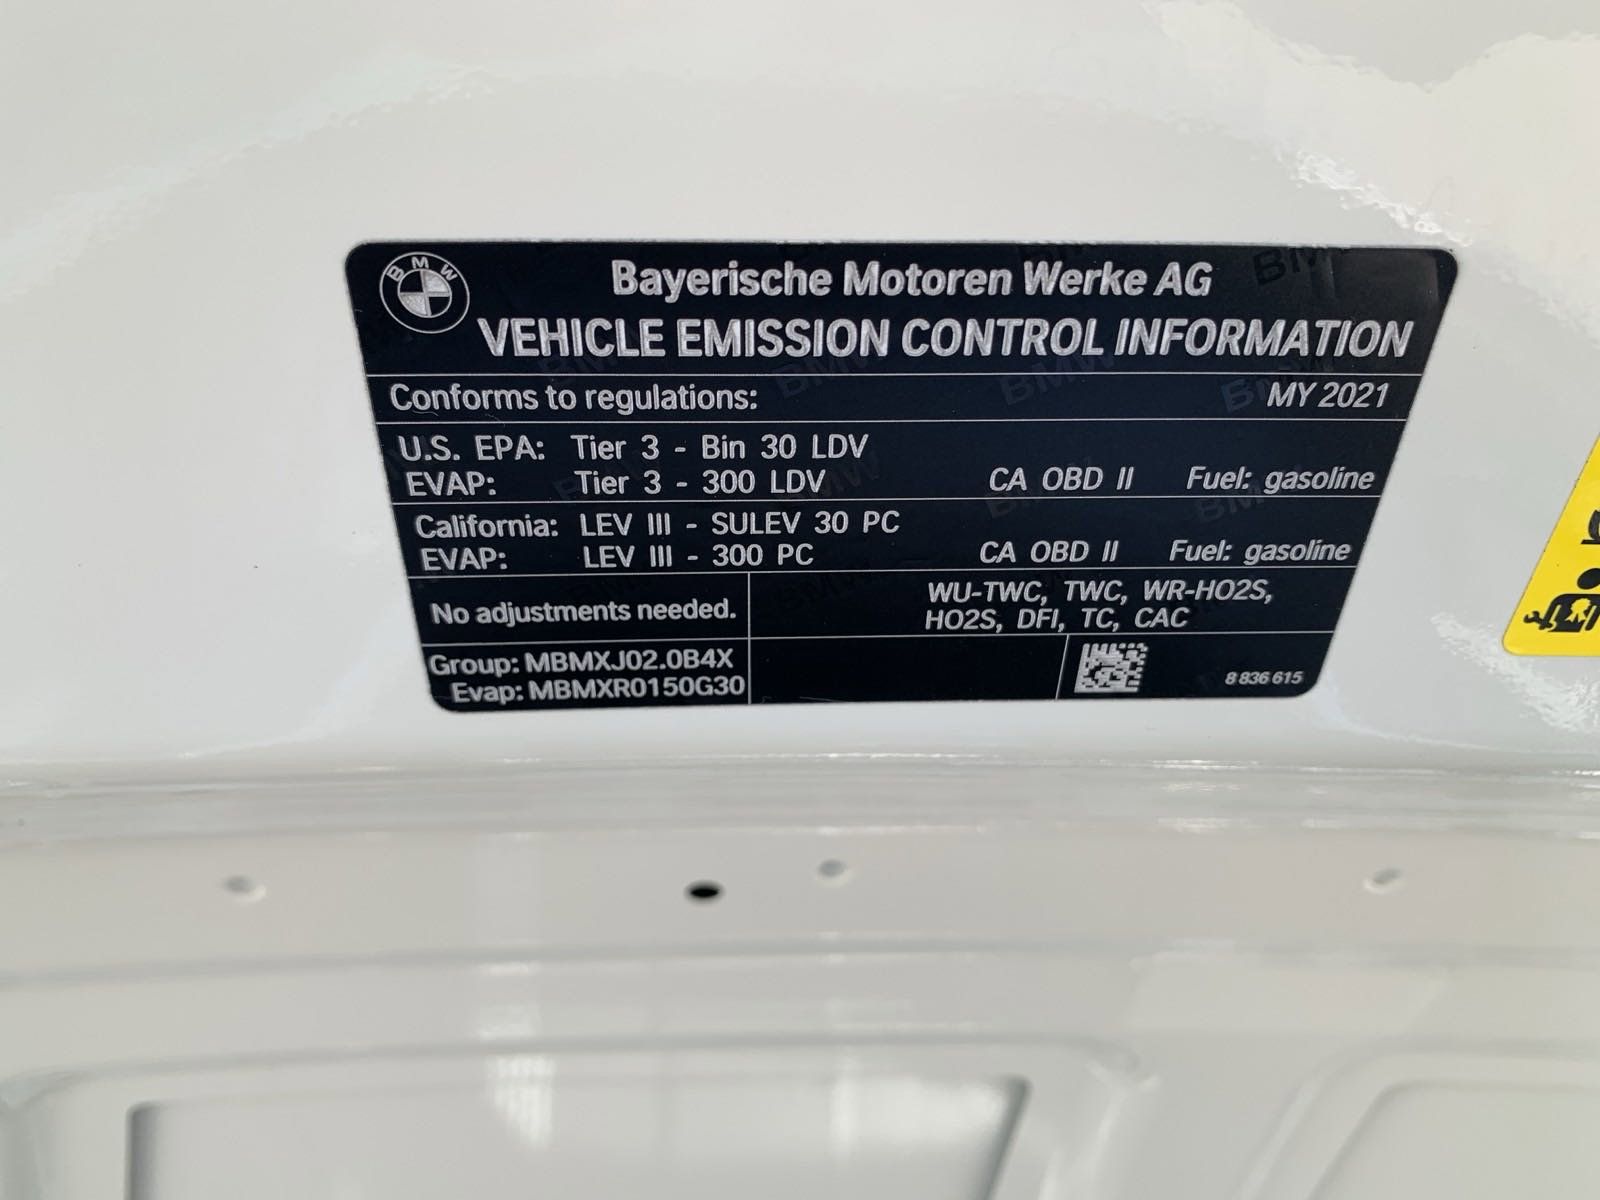 BMW
Bayerische Motoren Werke AG
VEHICLE EMISSION CONTROL INFORMATION
Conforms to regulations: MY 2021
U.S. EPA: Tier 3 - Bin 30 LDV
EVAP: Tier 3 - 300 LDV CA OBD II Fuel: gasoline
California: LEV III - SULEV 30 PC
EVAP: LEV III - 300 PC CA OBD II Fuel: gasoline
No adjustments needed.
WU-TWC, TWC, WR-HO2S,
HO2S, DFI, TC, CAC
Group: MBMXJ02.0B4X
Evap: MBMXR0150G30
8 836 615